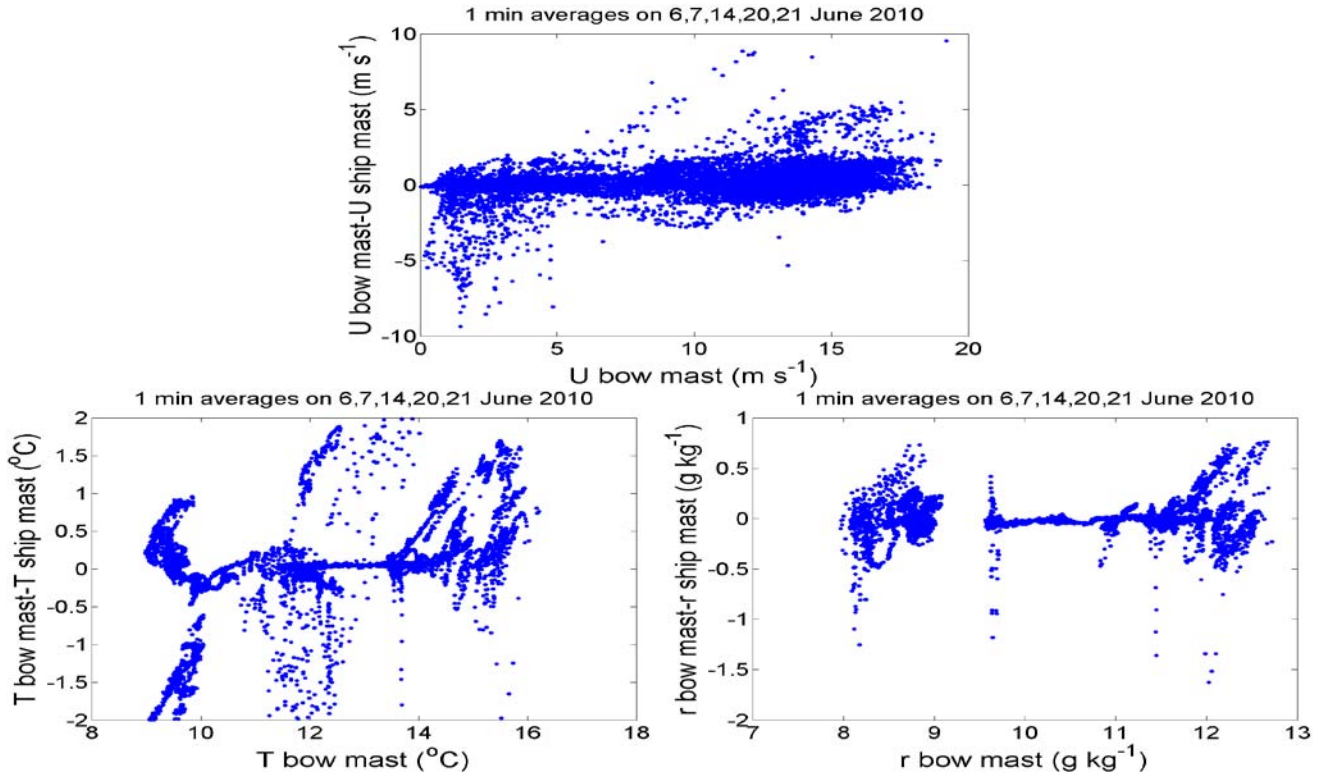 1 min averages on 6,7,14,20,21 June 2010
U bow mast-U ship mast (m s⁻¹)
10
5
0
-5
-10
0 5 10 15 20
U bow mast (m s⁻¹)
1 min averages on 6,7,14,20,21 June 2010
T bow mast-T ship mast (°C)
2
1.5
1
0.5
0
-0.5
-1
-1.5
-2
8 10 12 14 16 18
T bow mast (°C)
1 min averages on 6,7,14,20,21 June 2010
r bow mast-r ship mast (g kg⁻¹)
1
0.5
0
-0.5
-1
-1.5
-2
7 8 9 10 11 12 13
r bow mast (g kg⁻¹)